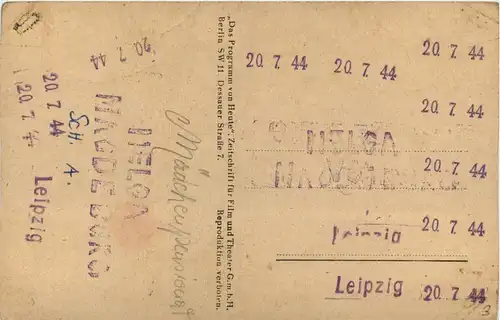 20 7 44
20 7 44
20 7 44
Leipzig
SCH A.
MAGDEBURG
HELGA
Mädchenpensionat
„Das Programm von Heute“, Zeitschrift für Film und Theater G.m.b.H.
Berlin SW 11 Dessauer Straße 7. Reproduktion verboten.
20 7 44
20 7 44
20 7 44
20 7 44
HELGA
20 7 44
20 7 44
Leipzig
Leipzig
20 7 44
3